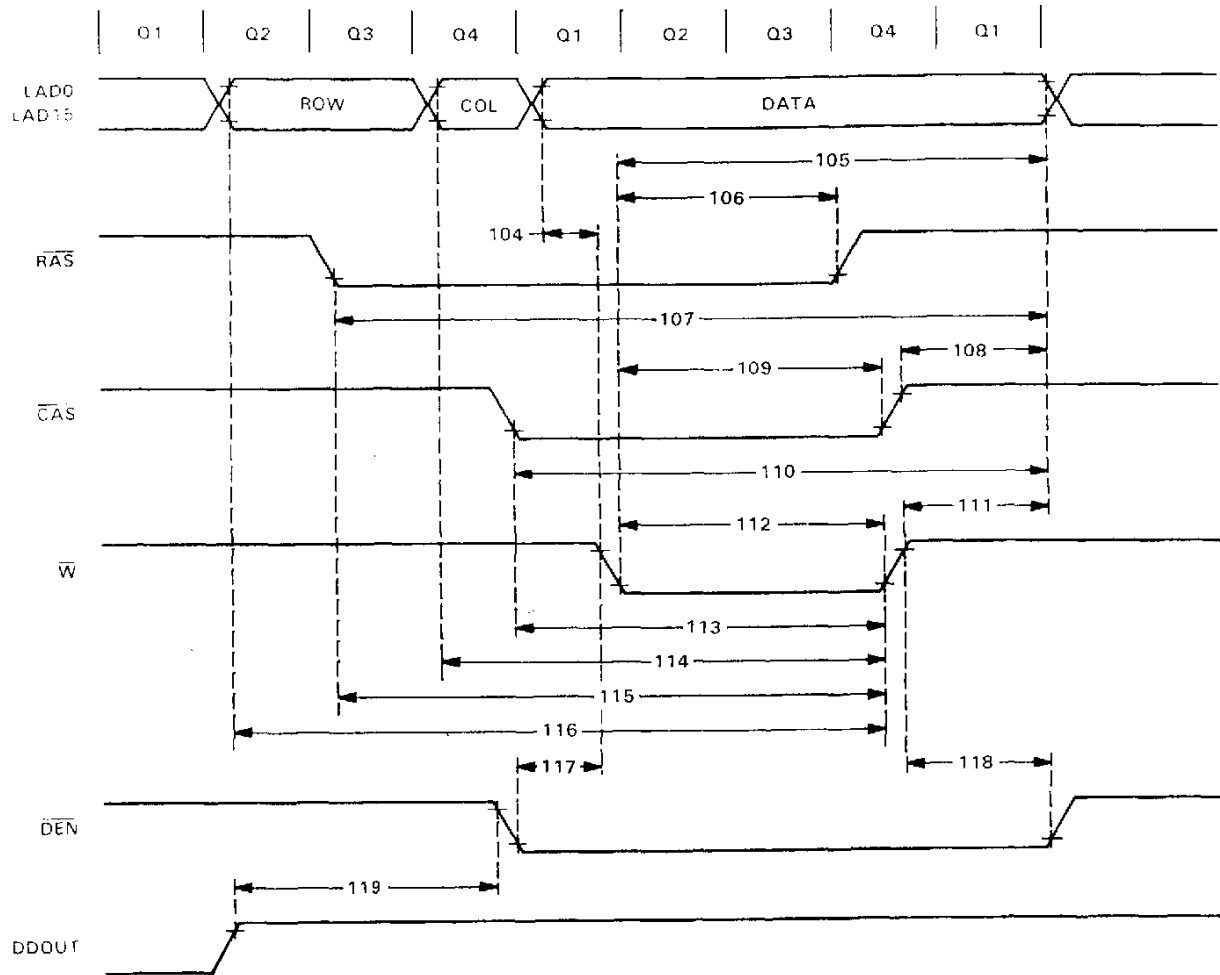 Q1 Q2 Q3 Q4 Q1 Q2 Q3 Q4 Q1
LAD0
LAD15
ROW COL DATA
105
106
104
RAS
107
108
109
CAS
110
111
112
W
113
114
115
116
117 118
DEN
119
DDOUT